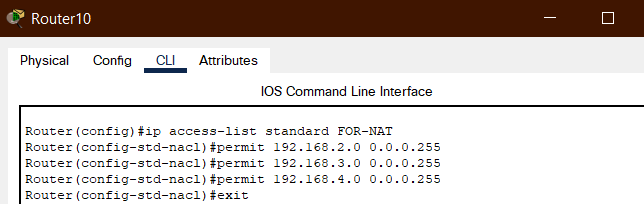 Router10
Physical Config CLI Attributes
IOS Command Line Interface
Router(config)#ip access-list standard FOR-NAT
Router(config-std-nacl)#permit 192.168.2.0 0.0.0.255
Router(config-std-nacl)#permit 192.168.3.0 0.0.0.255
Router(config-std-nacl)#permit 192.168.4.0 0.0.0.255
Router(config-std-nacl)#exit